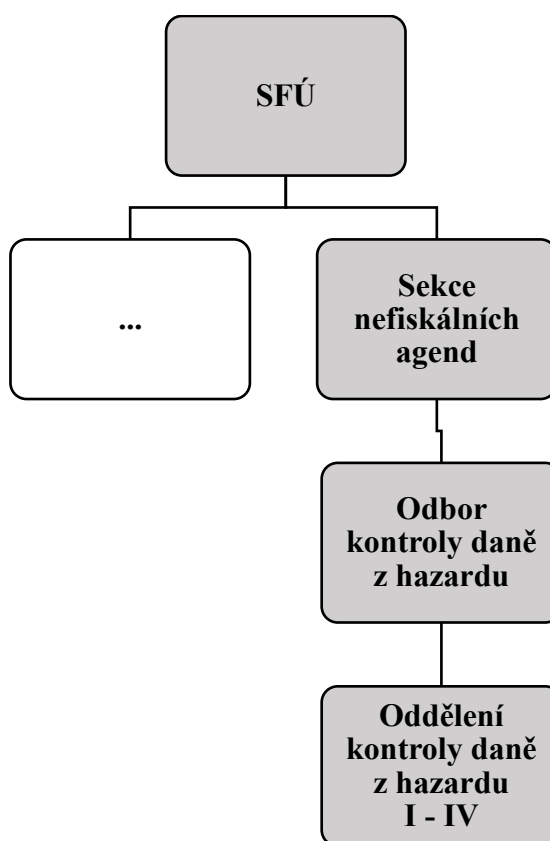 SFÚ
...
Sekce
nefiskálních
agend
Odbor
kontroly daně
z hazardu
Oddělení
kontroly daně
z hazardu
I - IV